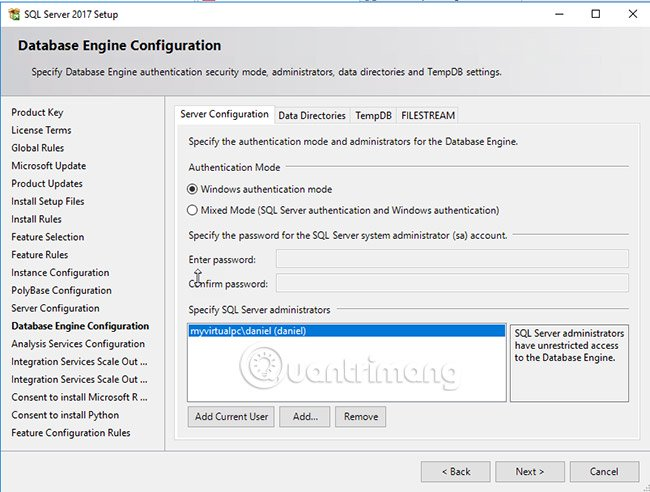 SQL Server 2017 Setup
Database Engine Configuration
Specify Database Engine authentication security mode, administrators, data directories and TempDB settings.
Product Key
License Terms
Global Rules
Microsoft Update
Product Updates
Install Setup Files
Install Rules
Feature Selection
Feature Rules
Instance Configuration
PolyBase Configuration
Server Configuration
Database Engine Configuration
Analysis Services Configuration
Integration Services Scale Out ...
Integration Services Scale Out ...
Consent to install Microsoft R ...
Consent to install Python
Feature Configuration Rules
Server Configuration Data Directories TempDB FILESTREAM
Specify the authentication mode and administrators for the Database Engine.
Authentication Mode
Windows authentication mode
Mixed Mode (SQL Server authentication and Windows authentication)
Specify the password for the SQL Server system administrator (sa) account.
Enter password:
Confirm password:
Specify SQL Server administrators
myvirtualpc\daniel (daniel)
SQL Server administrators
have unrestricted access
to the Database Engine.
Quantrimang
Add Current User Add... Remove
< Back Next > Cancel